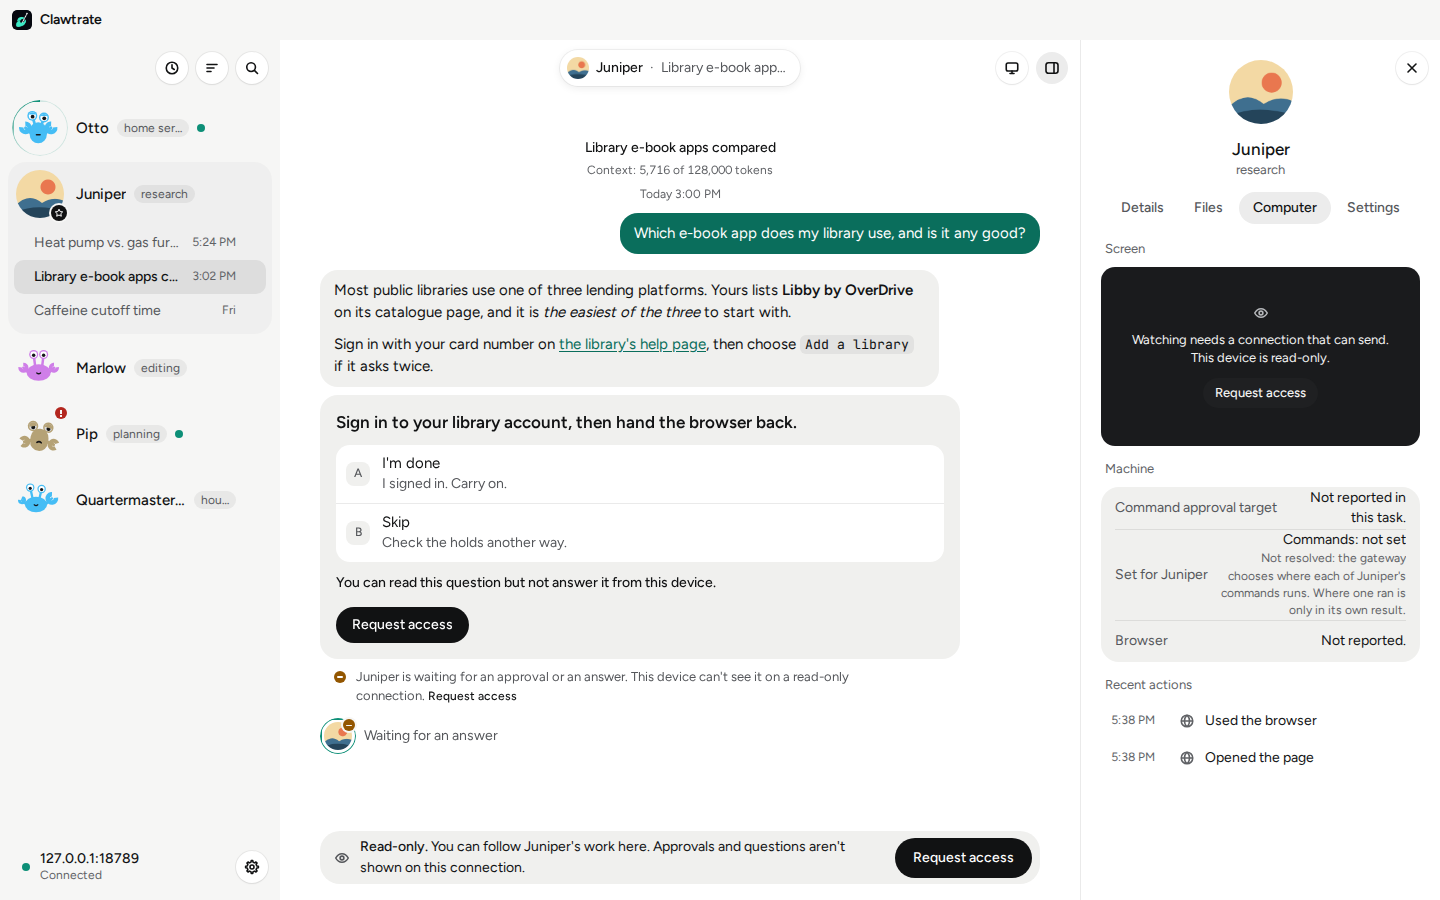 Clawtrate
Otto home ser...
Juniper research
Heat pump vs. gas fur... 5:24 PM
Library e-book apps c... 3:02 PM
Caffeine cutoff time Fri
Marlow editing
Pip planning
Quartermaster... hou...
127.0.0.1:18789
Connected
Juniper · Library e-book app...
Library e-book apps compared
Context: 5,716 of 128,000 tokens
Today 3:00 PM
Which e-book app does my library use, and is it any good?
Most public libraries use one of three lending platforms. Yours lists Libby by OverDrive
on its catalogue page, and it is the easiest of the three to start with.
Sign in with your card number on the library's help page, then choose Add a library
if it asks twice.
Sign in to your library account, then hand the browser back.
A I'm done
I signed in. Carry on.
B Skip
Check the holds another way.
You can read this question but not answer it from this device.
Request access
Juniper is waiting for an approval or an answer. This device can't see it on a read-only
connection. Request access
Waiting for an answer
Read-only. You can follow Juniper's work here. Approvals and questions aren't
shown on this connection.
Request access
Juniper
research
Details Files Computer Settings
Screen
Watching needs a connection that can send.
This device is read-only.
Request access
Machine
Command approval target Not reported in
this task.
Set for Juniper Commands: not set
Not resolved: the gateway
chooses where each of Juniper's
commands runs. Where one ran is
only in its own result.
Browser Not reported.
Recent actions
5:38 PM Used the browser
5:38 PM Opened the page